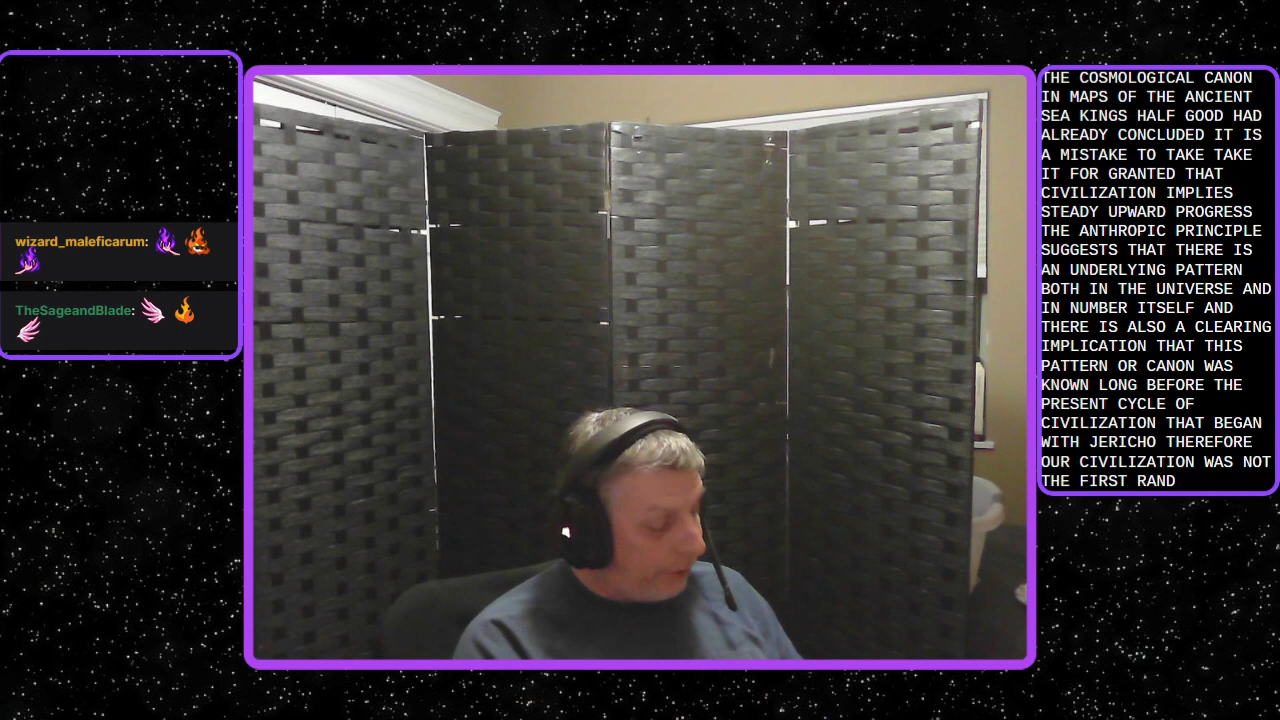 wizard_maleficarum:
TheSageandBlade:
THE COSMOLOGICAL CANON
IN MAPS OF THE ANCIENT
SEA KINGS HALF GOOD HAD
ALREADY CONCLUDED IT IS
A MISTAKE TO TAKE TAKE
IT FOR GRANTED THAT
CIVILIZATION IMPLIES
STEADY UPWARD PROGRESS
THE ANTHROPIC PRINCIPLE
SUGGESTS THAT THERE IS
AN UNDERLYING PATTERN
BOTH IN THE UNIVERSE AND
IN NUMBER ITSELF AND
THERE IS ALSO A CLEARING
IMPLICATION THAT THIS
PATTERN OR CANON WAS
KNOWN LONG BEFORE THE
PRESENT CYCLE OF
CIVILIZATION THAT BEGAN
WITH JERICHO THEREFORE
OUR CIVILIZATION WAS NOT
THE FIRST RAND